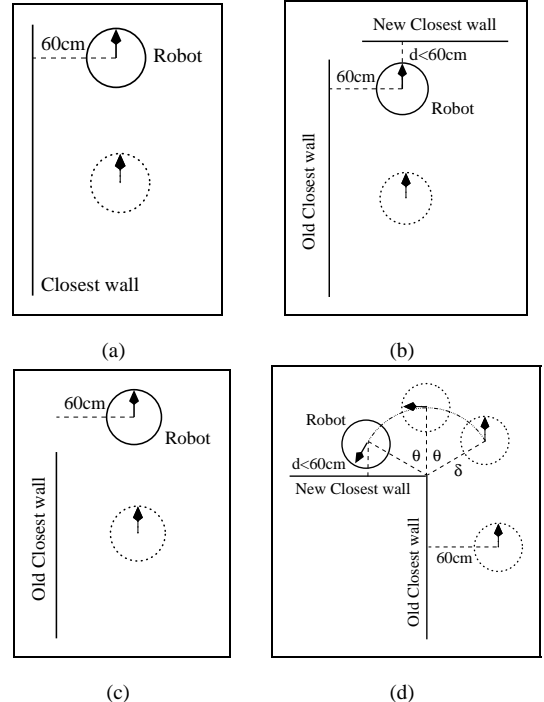 60cm
Robot
Closest wall
(a)
New Closest wall
d<60cm
60cm
Robot
Old Closest wall
(b)
60cm
Robot
Old Closest wall
(c)
Robot
θ θ
d<60cm
δ
New Closest wall
Old Closest wall
60cm
(d)